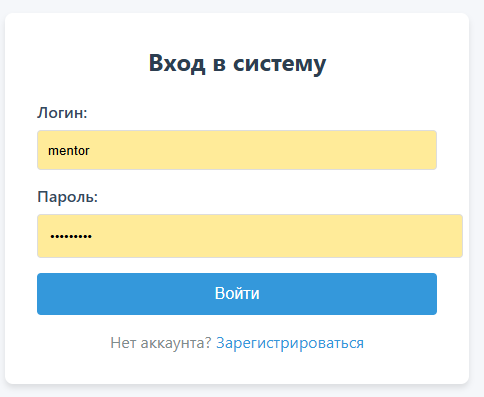 Вход в систему
Логин:
mentor
Пароль:
•••••••••
Войти
Нет аккаунта? Зарегистрироваться